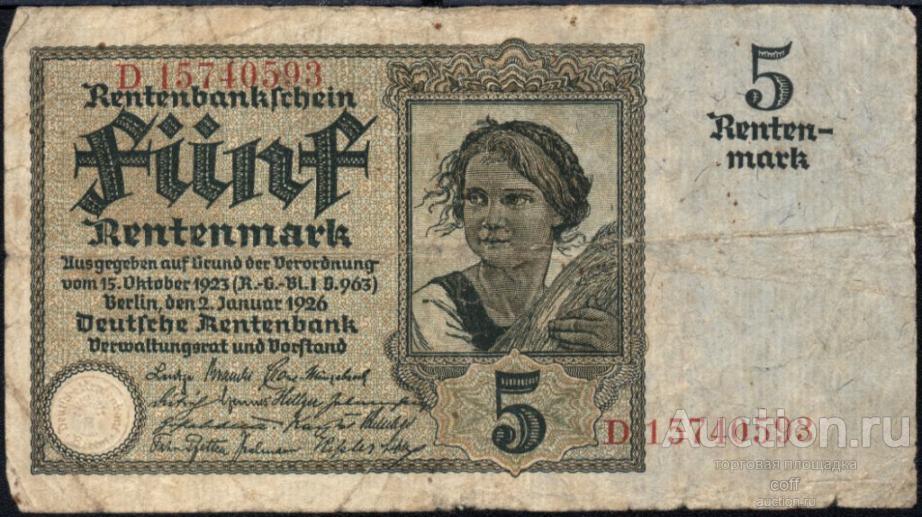 D 15740593
Rentenbankschein
Fünf
Rentenmark
Ausgegeben auf Grund der Verordnung
vom 15. Oktober 1923 (R.-G.-Bl. I S. 963)
Berlin, den 2. Januar 1926
Deutsche Rentenbank
Verwaltungsrat und Vorstand
5
5
Renten-
mark
D 15740593
Auction.ru
торговая площадка
coff
auction.ru